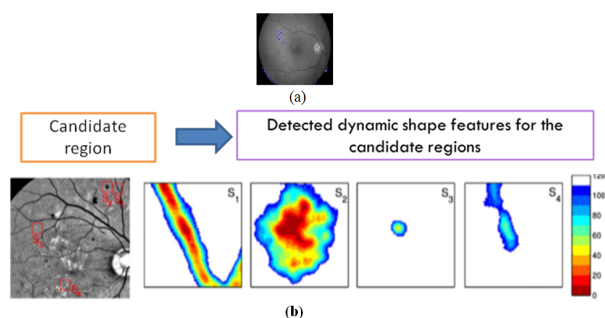 (a)
Candidate
region
Detected dynamic shape features for the
candidate regions
S1
S2
S3
S4
120
100
80
60
40
20
0
(b)